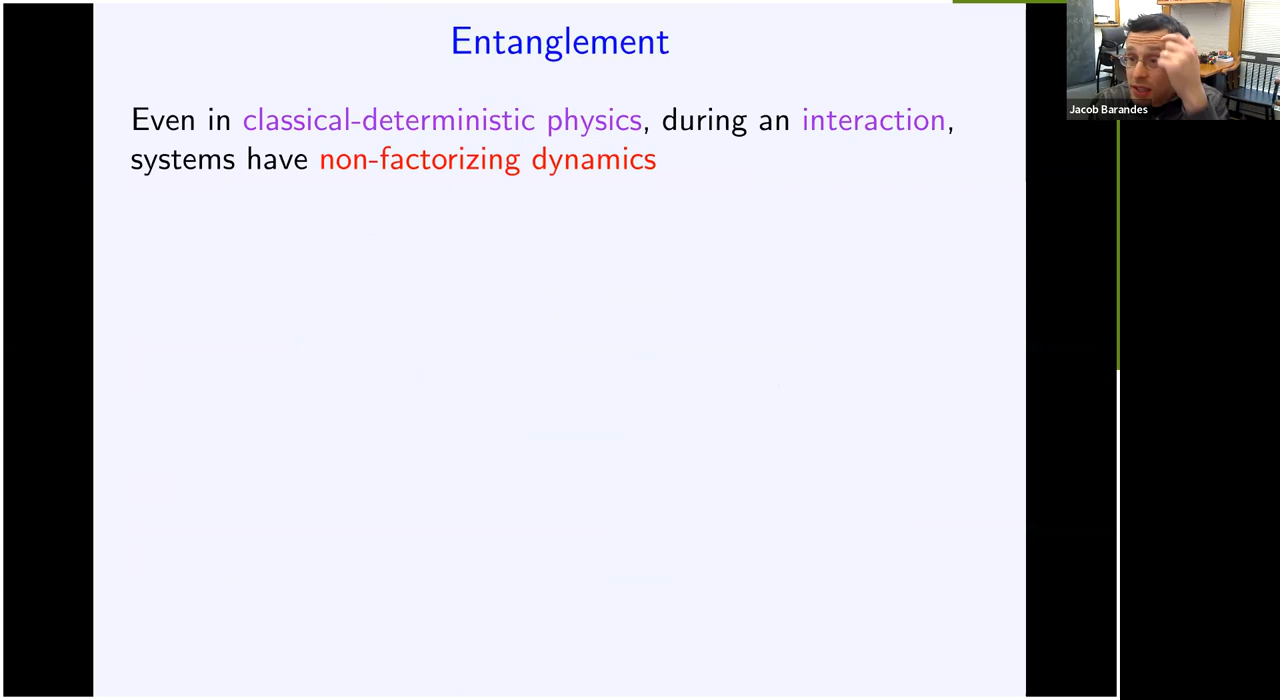 Entanglement
Even in classical-deterministic physics, during an interaction,
systems have non-factorizing dynamics
Jacob Barandes